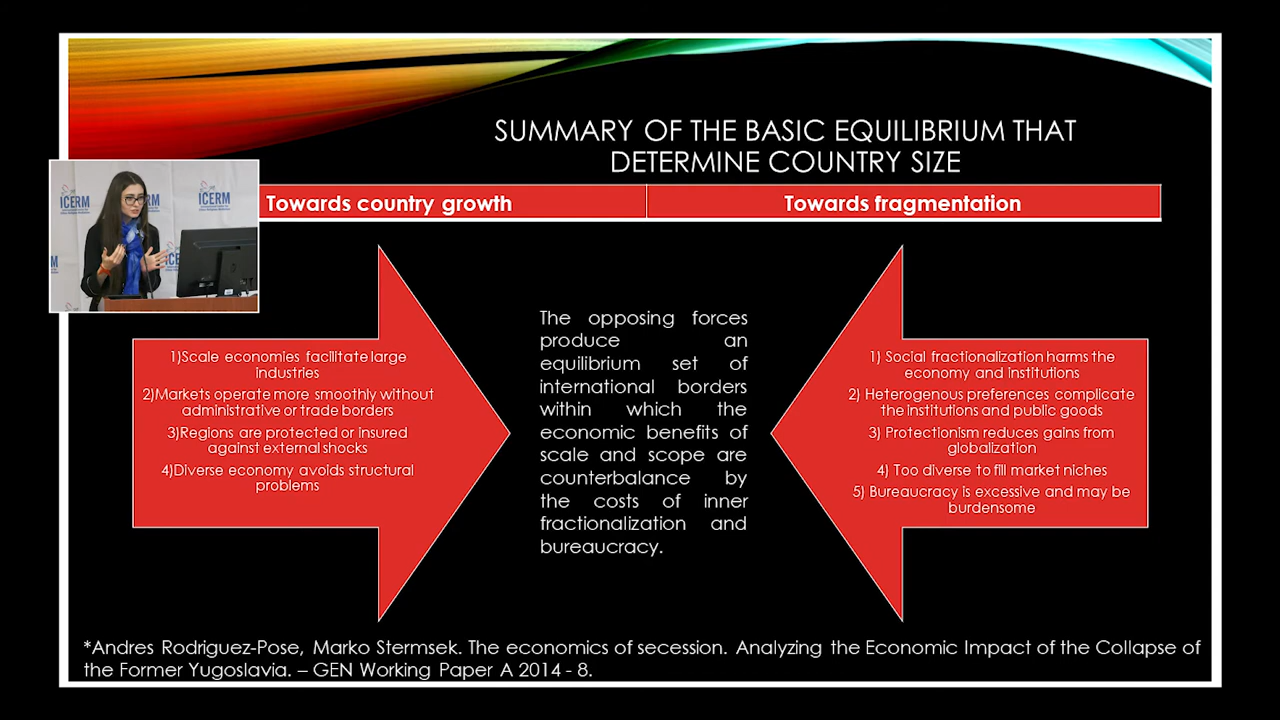 SUMMARY OF THE BASIC EQUILIBRIUM THAT
DETERMINE COUNTRY SIZE
ICERM
ICERM
Towards country growth
Towards fragmentation
1)Scale economies facilitate large
industries
2)Markets operate more smoothly without
administrative or trade borders
3)Regions are protected or insured
against external shocks
4)Diverse economy avoids structural
problems
The opposing forces
produce an
equilibrium set of
international borders
within which the
economic benefits of
scale and scope are
counterbalance by
the costs of inner
fractionalization and
bureaucracy.
1) Social fractionalization harms the
economy and institutions
2) Heterogenous preferences complicate
the institutions and public goods
3) Protectionism reduces gains from
globalization
4) Too diverse to fill market niches
5) Bureaucracy is excessive and may be
burdensome
*Andres Rodriguez-Pose, Marko Stermsek. The economics of secession. Analyzing the Economic Impact of the Collapse of
the Former Yugoslavia. – GEN Working Paper A 2014 - 8.